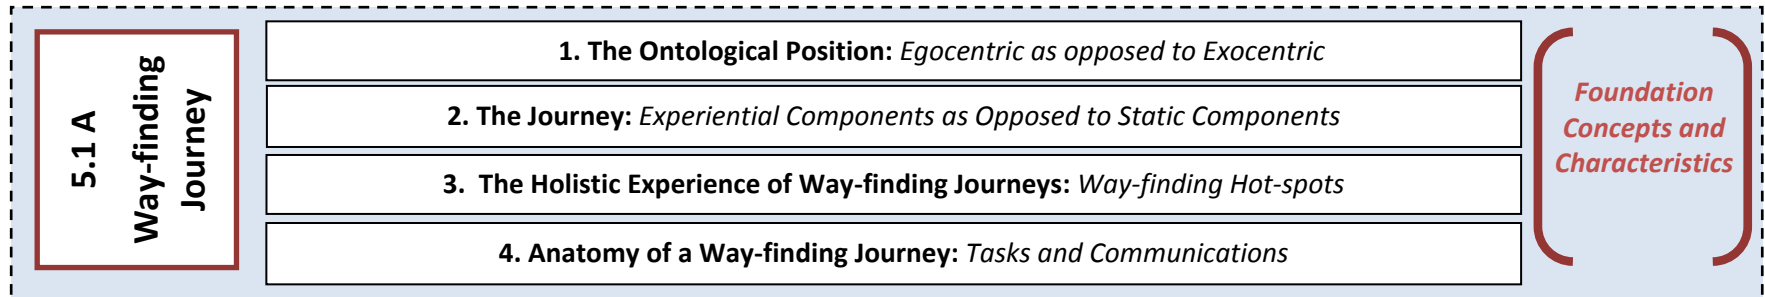 5.1 A
Way-finding
Journey
1. The Ontological Position: Egocentric as opposed to Exocentric
2. The Journey: Experiential Components as Opposed to Static Components
3. The Holistic Experience of Way-finding Journeys: Way-finding Hot-spots
4. Anatomy of a Way-finding Journey: Tasks and Communications
Foundation
Concepts and
Characteristics